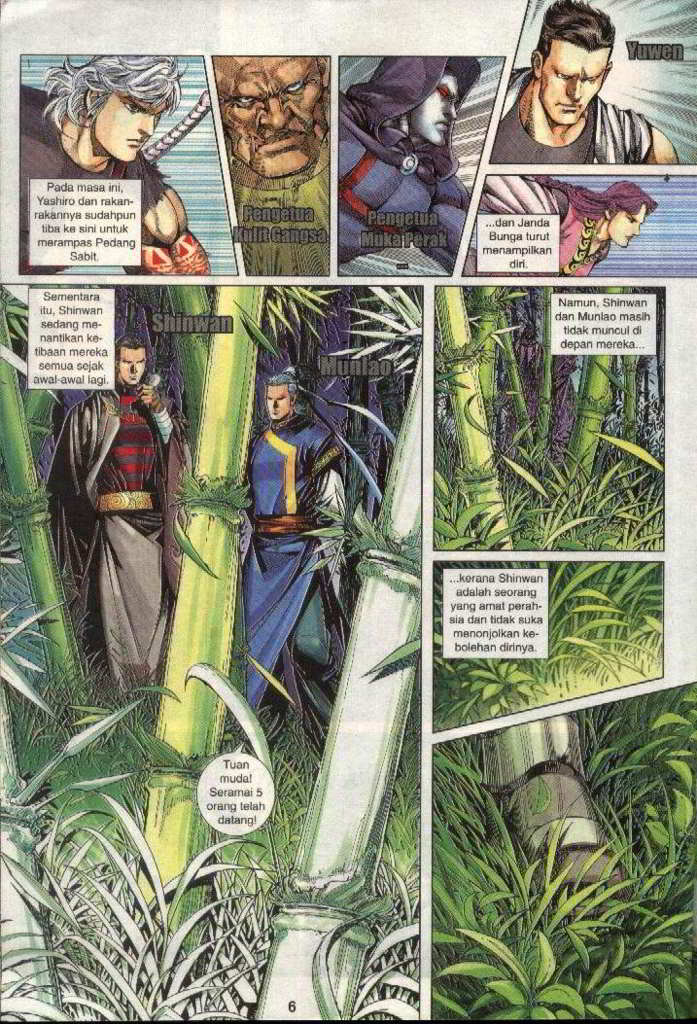 Yuwen
Pada masa ini,
Yashiro dan rakan-
rakannya sudahpun
tiba ke sini untuk
merampas Pedang
Sabit.
Pengetua
Kulit Gangsa
Pengetua
Muka Perak
...
...dan Janda
Bunga turut
menampilkan
diri.
Sementara
itu, Shinwan
sedang me-
nantikan ke-
tibaan mereka
semua sejak
awal-awal lagi.
Shinwan
Munlao
Tuan
muda!
Seramai 5
orang telah
datang!
Namun, Shinwan
dan Munlao masih
tidak muncul di
depan mereka...
...kerana Shinwan
adalah seorang
yang amat perah-
sia dan tidak suka
menonjolkan ke-
bolehan dirinya.
6